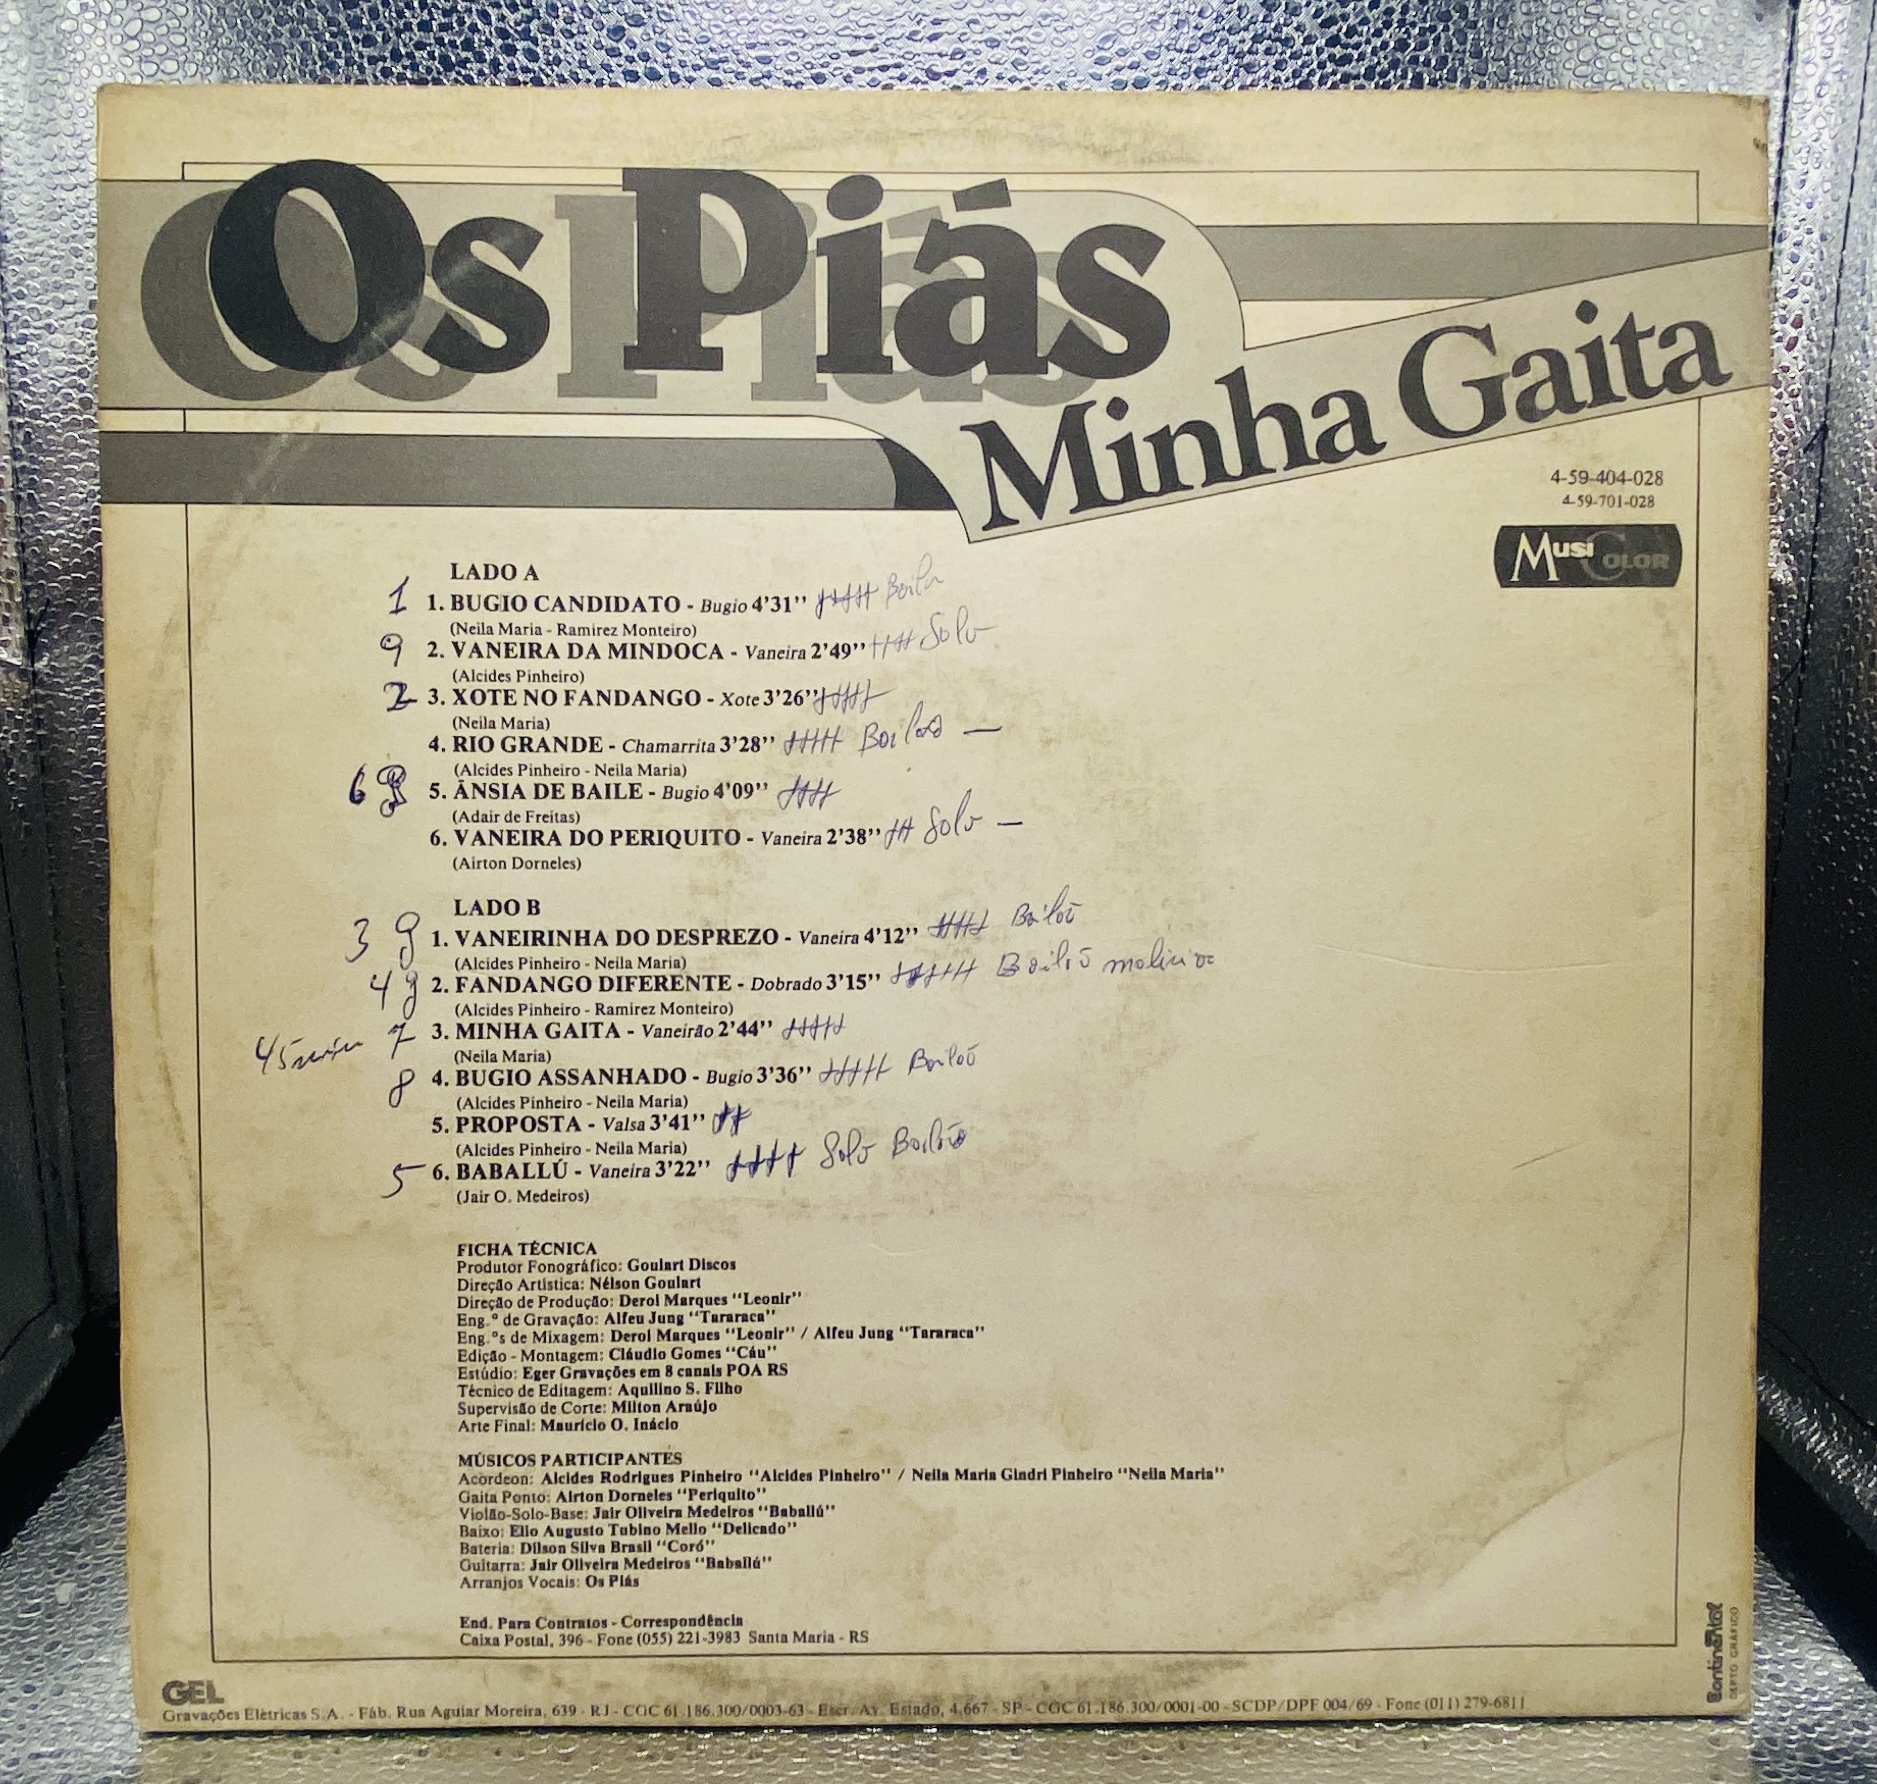 Os Piás
Minha Gaita
4-59-404-028
4-59-701-028
MUSICOLOR
LADO A
1 1. BUGIO CANDIDATO - Bugio 4'31''
(Neila Maria - Ramirez Monteiro)
9 2. VANEIRA DA MINDOCA - Vaneira 2'49'' Solo
(Alcides Pinheiro)
2 3. XOTE NO FANDANGO - Xote 3'26''
(Neila Maria)
4. RIO GRANDE - Chamarrita 3'28''
(Alcides Pinheiro - Neila Maria)
6 5. ÂNSIA DE BAILE - Bugio 4'09''
(Adair de Freitas)
6. VANEIRA DO PERIQUITO - Vaneira 2'38'' Solo -
(Airton Dorneles)
LADO B
3 1. VANEIRINHA DO DESPREZO - Vaneira 4'12'' Bailão
(Alcides Pinheiro - Neila Maria)
4 2. FANDANGO DIFERENTE - Dobrado 3'15'' Bailão
(Alcides Pinheiro - Ramirez Monteiro)
7 3. MINHA GAITA - Vaneirão 2'44''
(Neila Maria)
8 4. BUGIO ASSANHADO - Bugio 3'36'' Bailão
(Alcides Pinheiro - Neila Maria)
5. PROPOSTA - Valsa 3'41''
(Alcides Pinheiro - Neila Maria)
5 6. BABALLÚ - Vaneira 3'22'' Solo Bailão
(Jair O. Medeiros)
FICHA TÉCNICA
Produtor Fonográfico: Goulart Discos
Direção Artística: Nélson Goulart
Direção de Produção: Derol Marques "Leonir"
Eng.º de Gravação: Alfeu Jung "Tararaca"
Eng.ºs de Mixagem: Derol Marques "Leonir" / Alfeu Jung "Tararaca"
Edição - Montagem: Cláudio Gomes "Cáu"
Estúdio: Eger Gravações em 8 canais POA RS
Técnico de Editagem: Aquilino S. Filho
Supervisão de Corte: Milton Araújo
Arte Final: Maurício O. Inácio
MÚSICOS PARTICIPANTES
Acordeon: Alcides Rodrigues Pinheiro "Alcides Pinheiro" / Neila Maria Gindri Pinheiro "Neila Maria"
Gaita Ponto: Airton Dorneles "Periquito"
Violão-Solo-Base: Jair Oliveira Medeiros "Baballú"
Baixo: Elio Augusto Tubino Mello "Delicado"
Bateria: Dilson Silva Brasil "Coró"
Guitarra: Jair Oliveira Medeiros "Baballú"
Arranjos Vocais: Os Piás
End. Para Contratos - Correspondência
Caixa Postal, 396 - Fone (055) 221-3983 Santa Maria - RS
GEL
Gravações Elétricas S.A. - Fáb. Rua Aguiar Moreira, 639 - RJ - CGC 61.186.300/0003-63 - Escr. Av. Estado, 4.667 - SP - CGC 61.186.300/0001-00 - SCDP/DPF 004/69 - Fone (011) 279-6811
Continental
DEPTO GRÁFICO